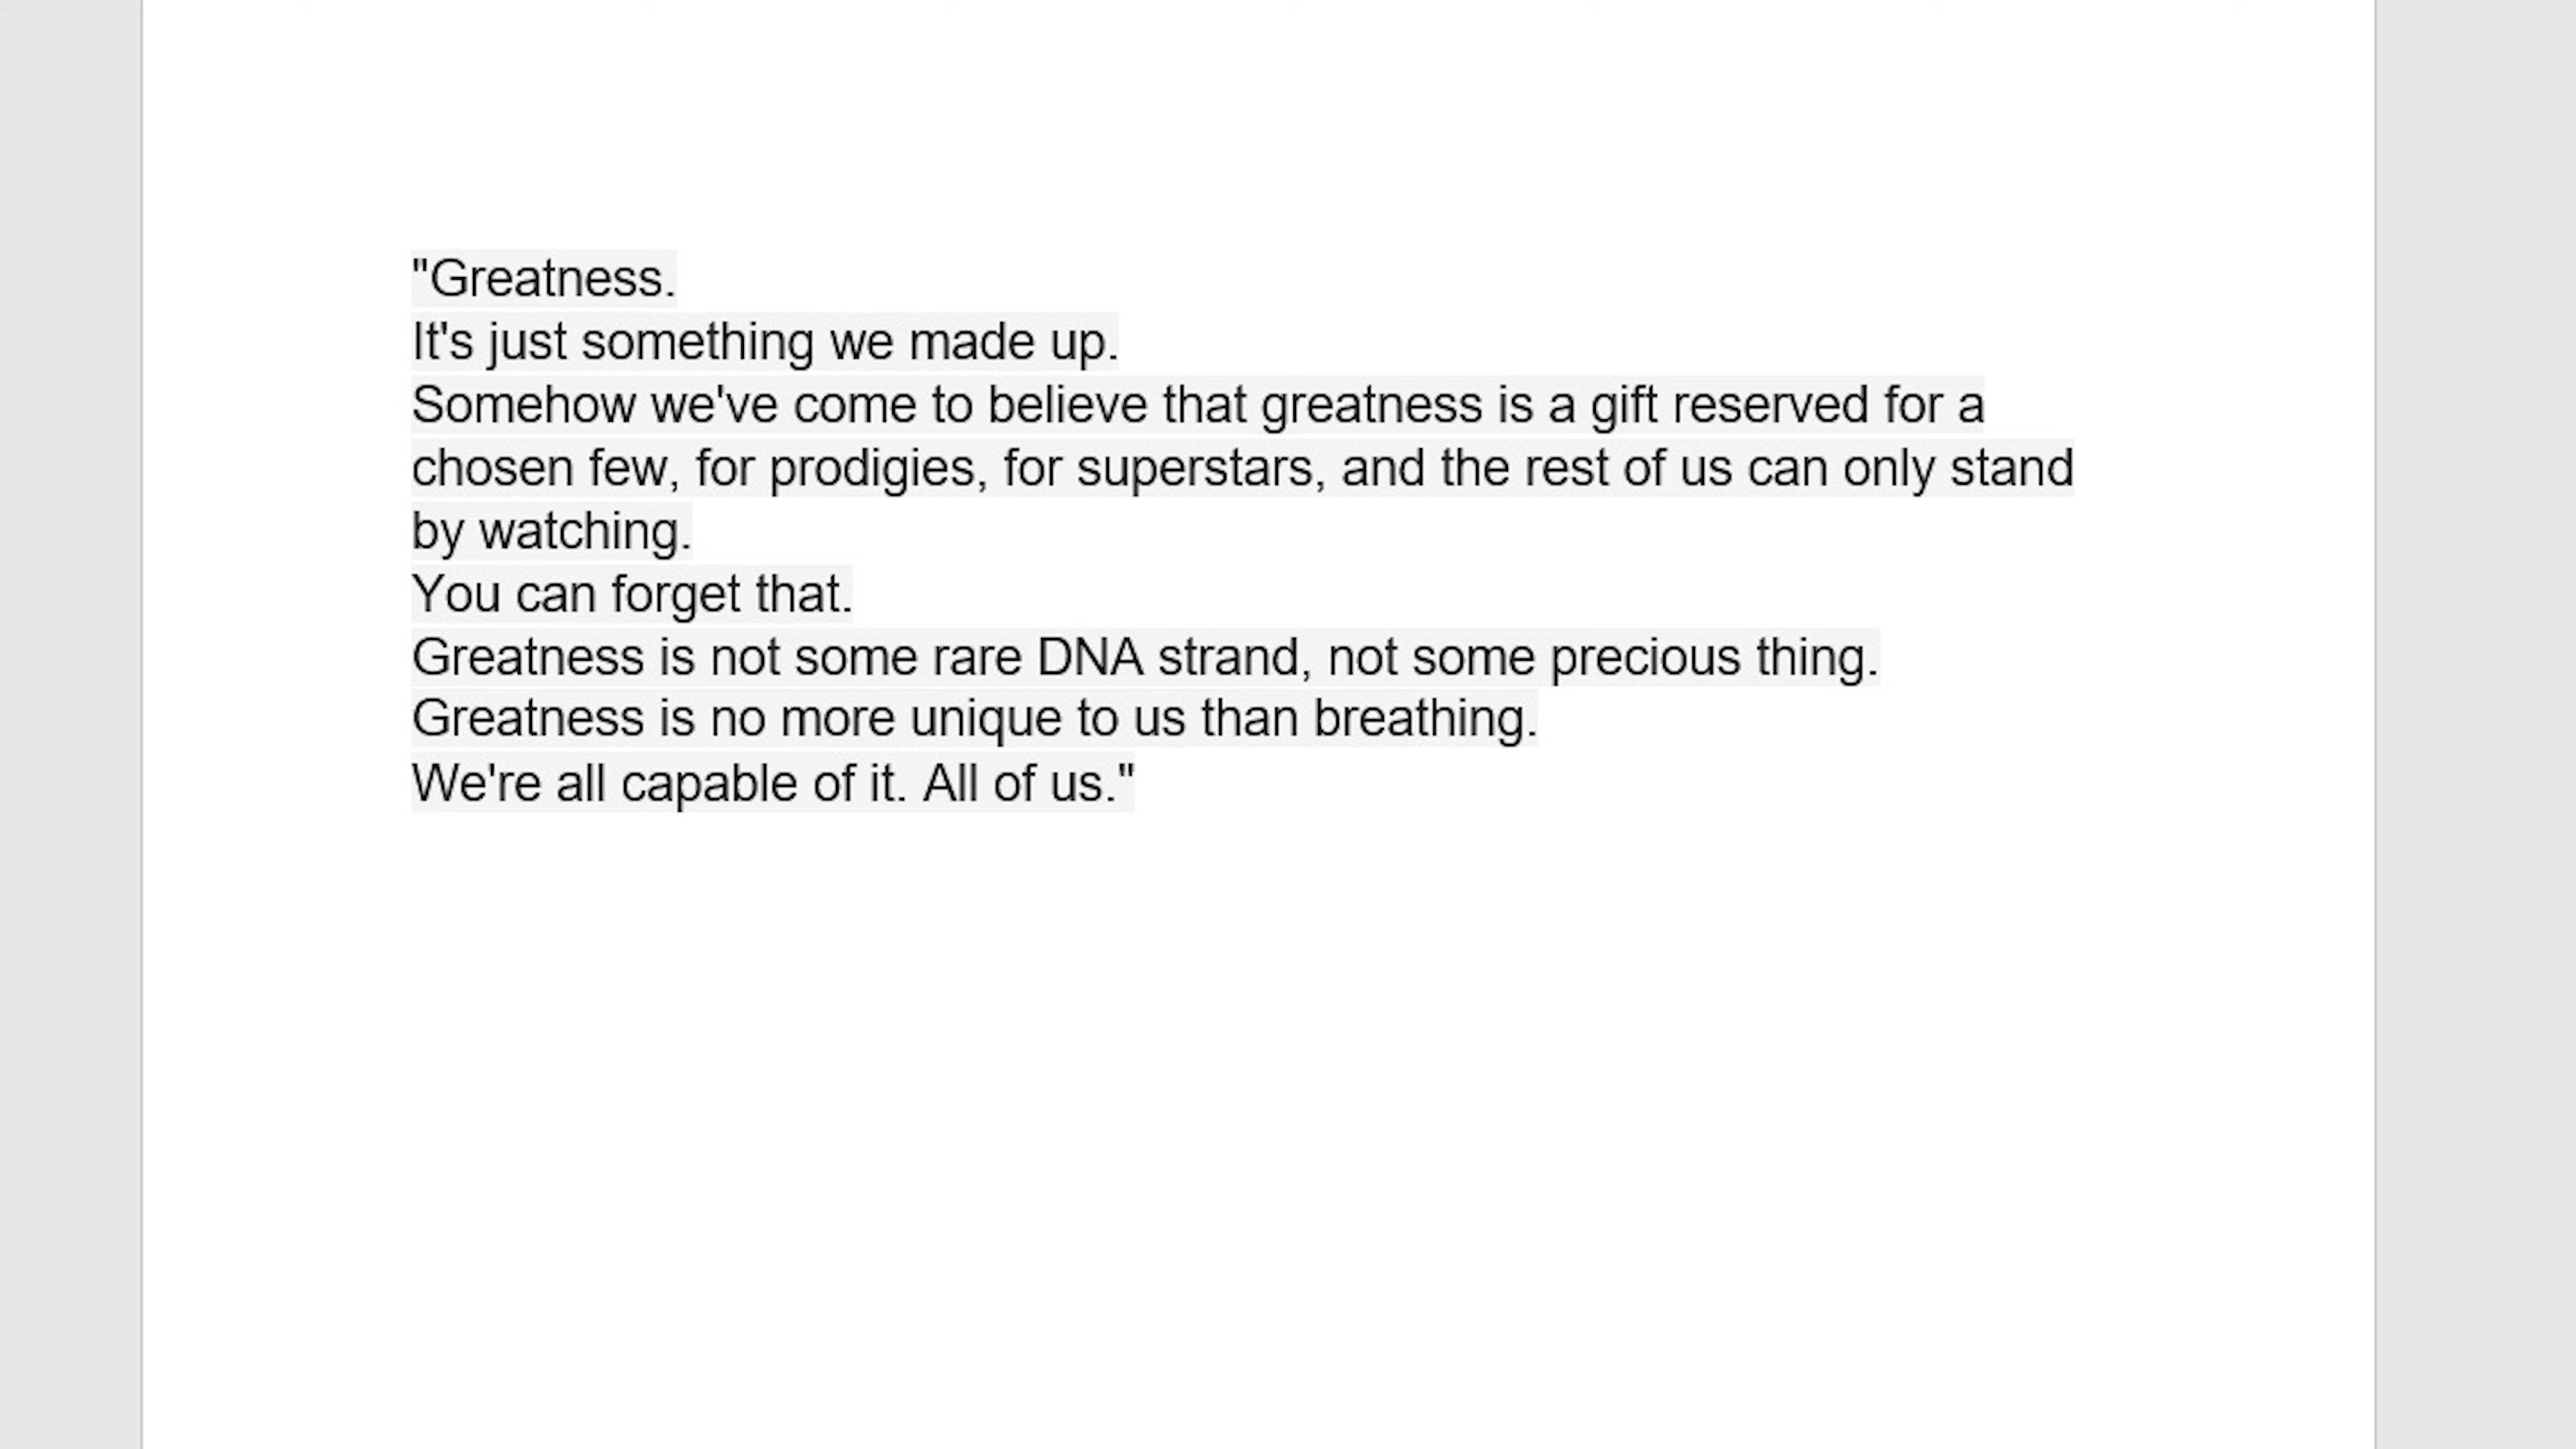 "Greatness.
It's just something we made up.
Somehow we've come to believe that greatness is a gift reserved for a
chosen few, for prodigies, for superstars, and the rest of us can only stand
by watching.
You can forget that.
Greatness is not some rare DNA strand, not some precious thing.
Greatness is no more unique to us than breathing.
We're all capable of it. All of us."